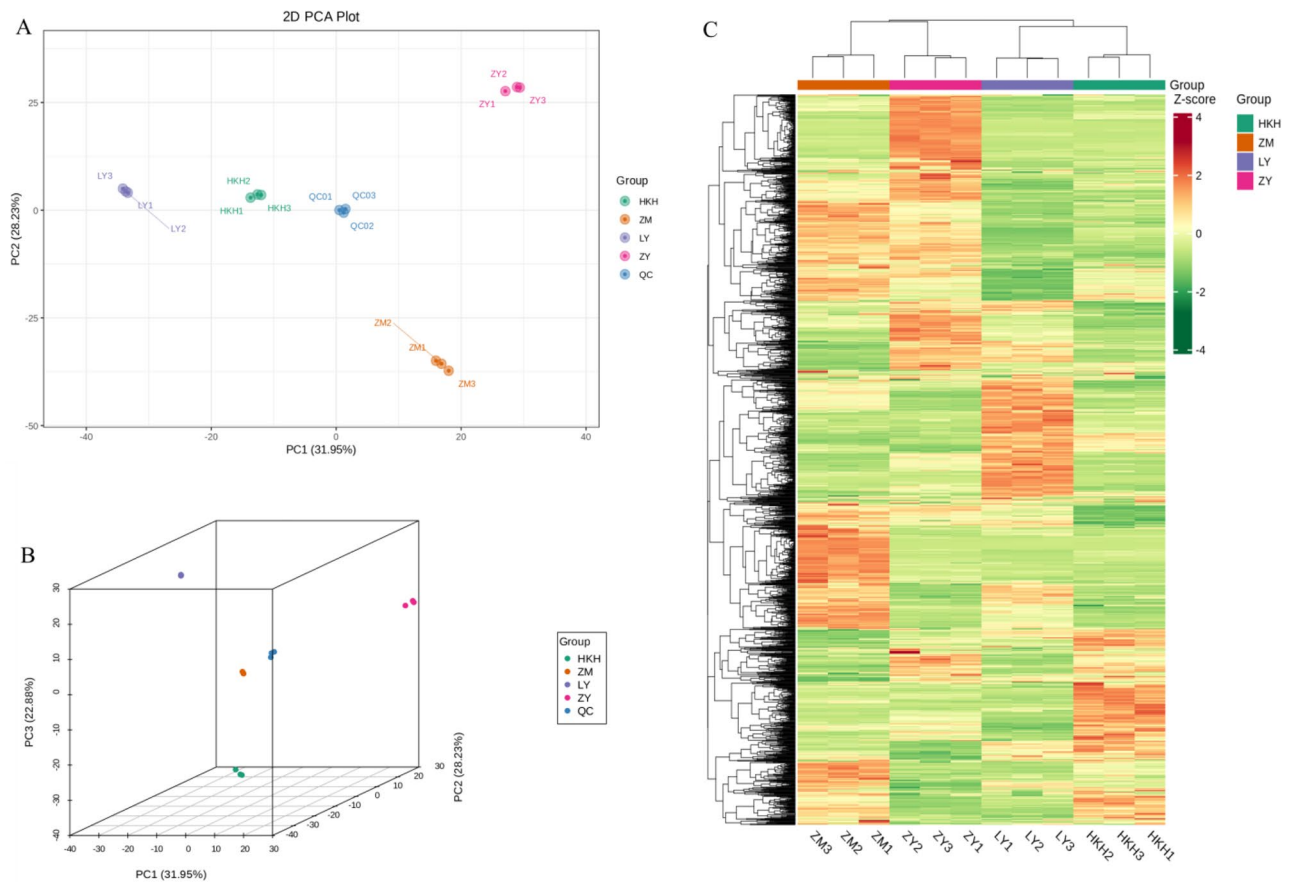 A
2D PCA Plot
ZY2
ZY1
ZY3
LY3
LY1
LY2
HKH2
HKH1
HKH3
QC01
QC03
QC02
ZM2
ZM1
ZM3
25
0
-25
-50
-40
-20
0
20
40
PC2 (28.23%)
PC1 (31.95%)
Group
HKH
ZM
LY
ZY
QC
B
30
20
10
0
-10
-20
-30
-40
PC3 (22.88%)
-40
-30
-20
-10
0
10
20
30
PC1 (31.95%)
-40
-30
-20
-10
0
10
20
30
PC2 (28.23%)
Group
HKH
ZM
LY
ZY
QC
C
Group
Z-score
4
2
0
-2
-4
Group
HKH
ZM
LY
ZY
ZM3
ZM2
ZM1
ZY2
ZY3
ZY1
LY1
LY2
LY3
HKH2
HKH3
HKH1